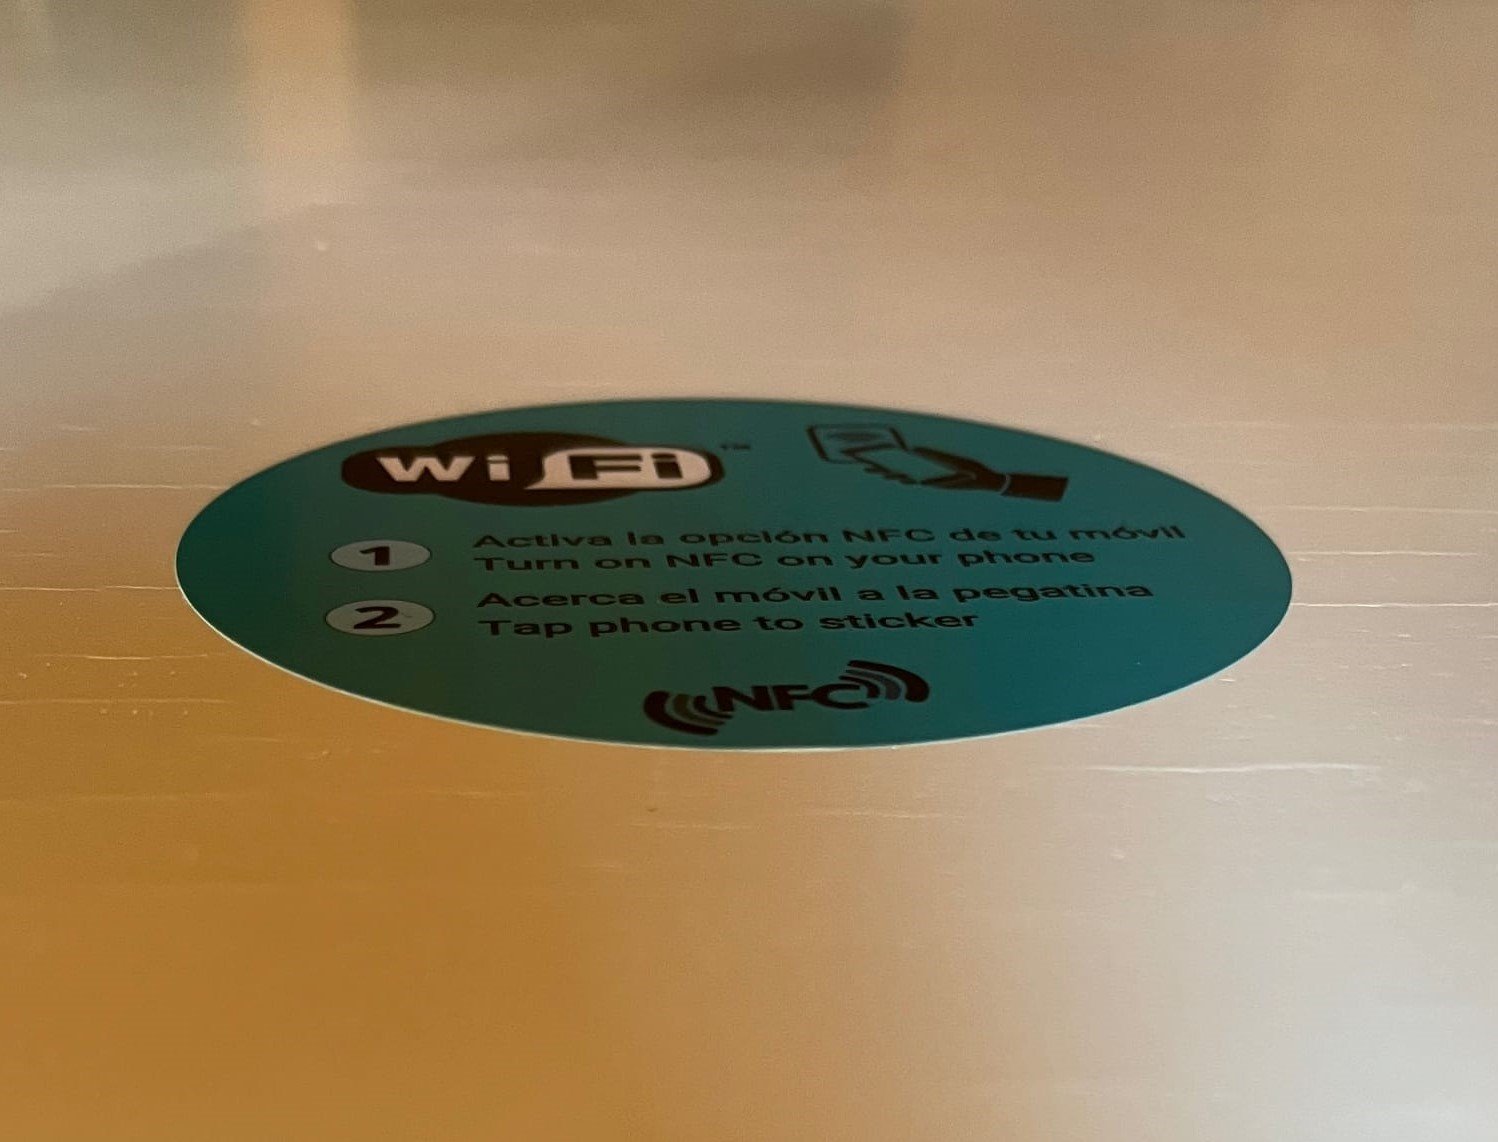 Wi Fi™
1 Activa la opción NFC de tu móvil
Turn on NFC on your phone
2 Acerca el móvil a la pegatina
Tap phone to sticker
NFC